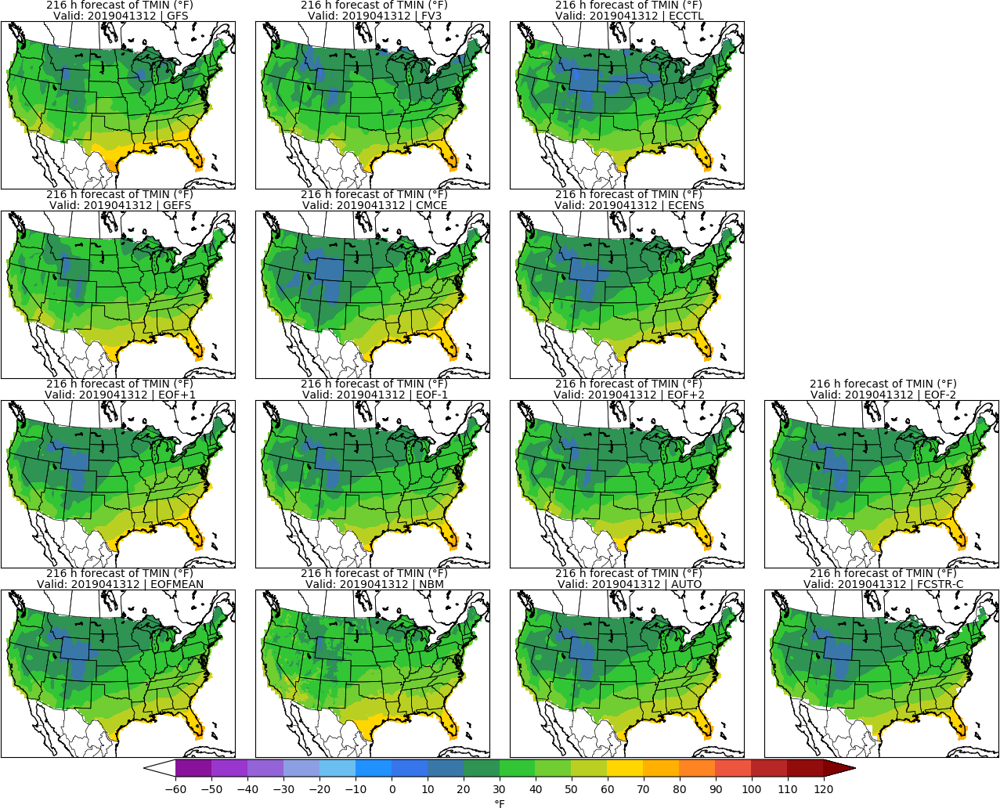 216 h forecast of TMIN (°F)
Valid: 2019041312 | GFS
216 h forecast of TMIN (°F)
Valid: 2019041312 | FV3
216 h forecast of TMIN (°F)
Valid: 2019041312 | ECCTL
216 h forecast of TMIN (°F)
Valid: 2019041312 | GEFS
216 h forecast of TMIN (°F)
Valid: 2019041312 | CMCE
216 h forecast of TMIN (°F)
Valid: 2019041312 | ECENS
216 h forecast of TMIN (°F)
Valid: 2019041312 | EOF+1
216 h forecast of TMIN (°F)
Valid: 2019041312 | EOF-1
216 h forecast of TMIN (°F)
Valid: 2019041312 | EOF+2
216 h forecast of TMIN (°F)
Valid: 2019041312 | EOF-2
216 h forecast of TMIN (°F)
Valid: 2019041312 | EOFMEAN
216 h forecast of TMIN (°F)
Valid: 2019041312 | NBM
216 h forecast of TMIN (°F)
Valid: 2019041312 | AUTO
216 h forecast of TMIN (°F)
Valid: 2019041312 | FCSTR-C
−60 −50 −40 −30 −20 −10 0 10 20 30 40 50 60 70 80 90 100 110 120
°F